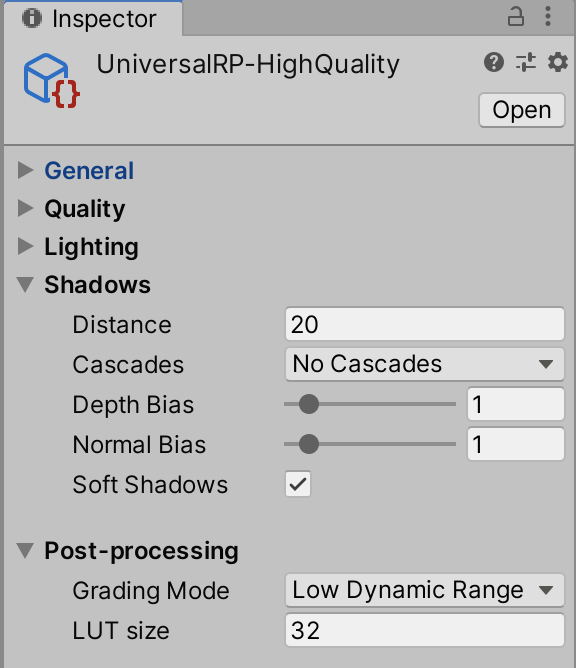 Inspector
UniversalRP-HighQuality
Open
General
Quality
Lighting
Shadows
Distance 20
Cascades No Cascades
Depth Bias 1
Normal Bias 1
Soft Shadows
Post-processing
Grading Mode Low Dynamic Range
LUT size 32